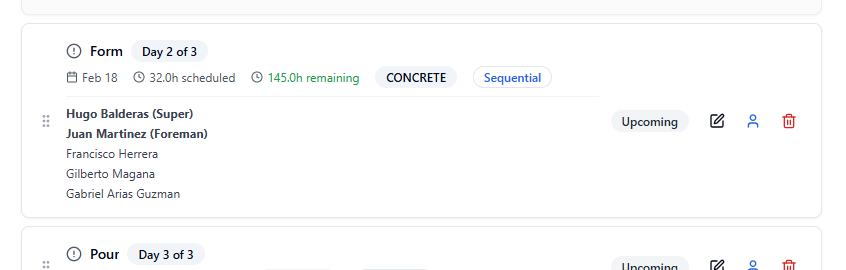 Form Day 2 of 3
Feb 18 32.0h scheduled 145.0h remaining CONCRETE Sequential
Hugo Balderas (Super)
Juan Martinez (Foreman)
Francisco Herrera
Gilberto Magana
Gabriel Arias Guzman
Upcoming
Pour Day 3 of 3
Upcoming